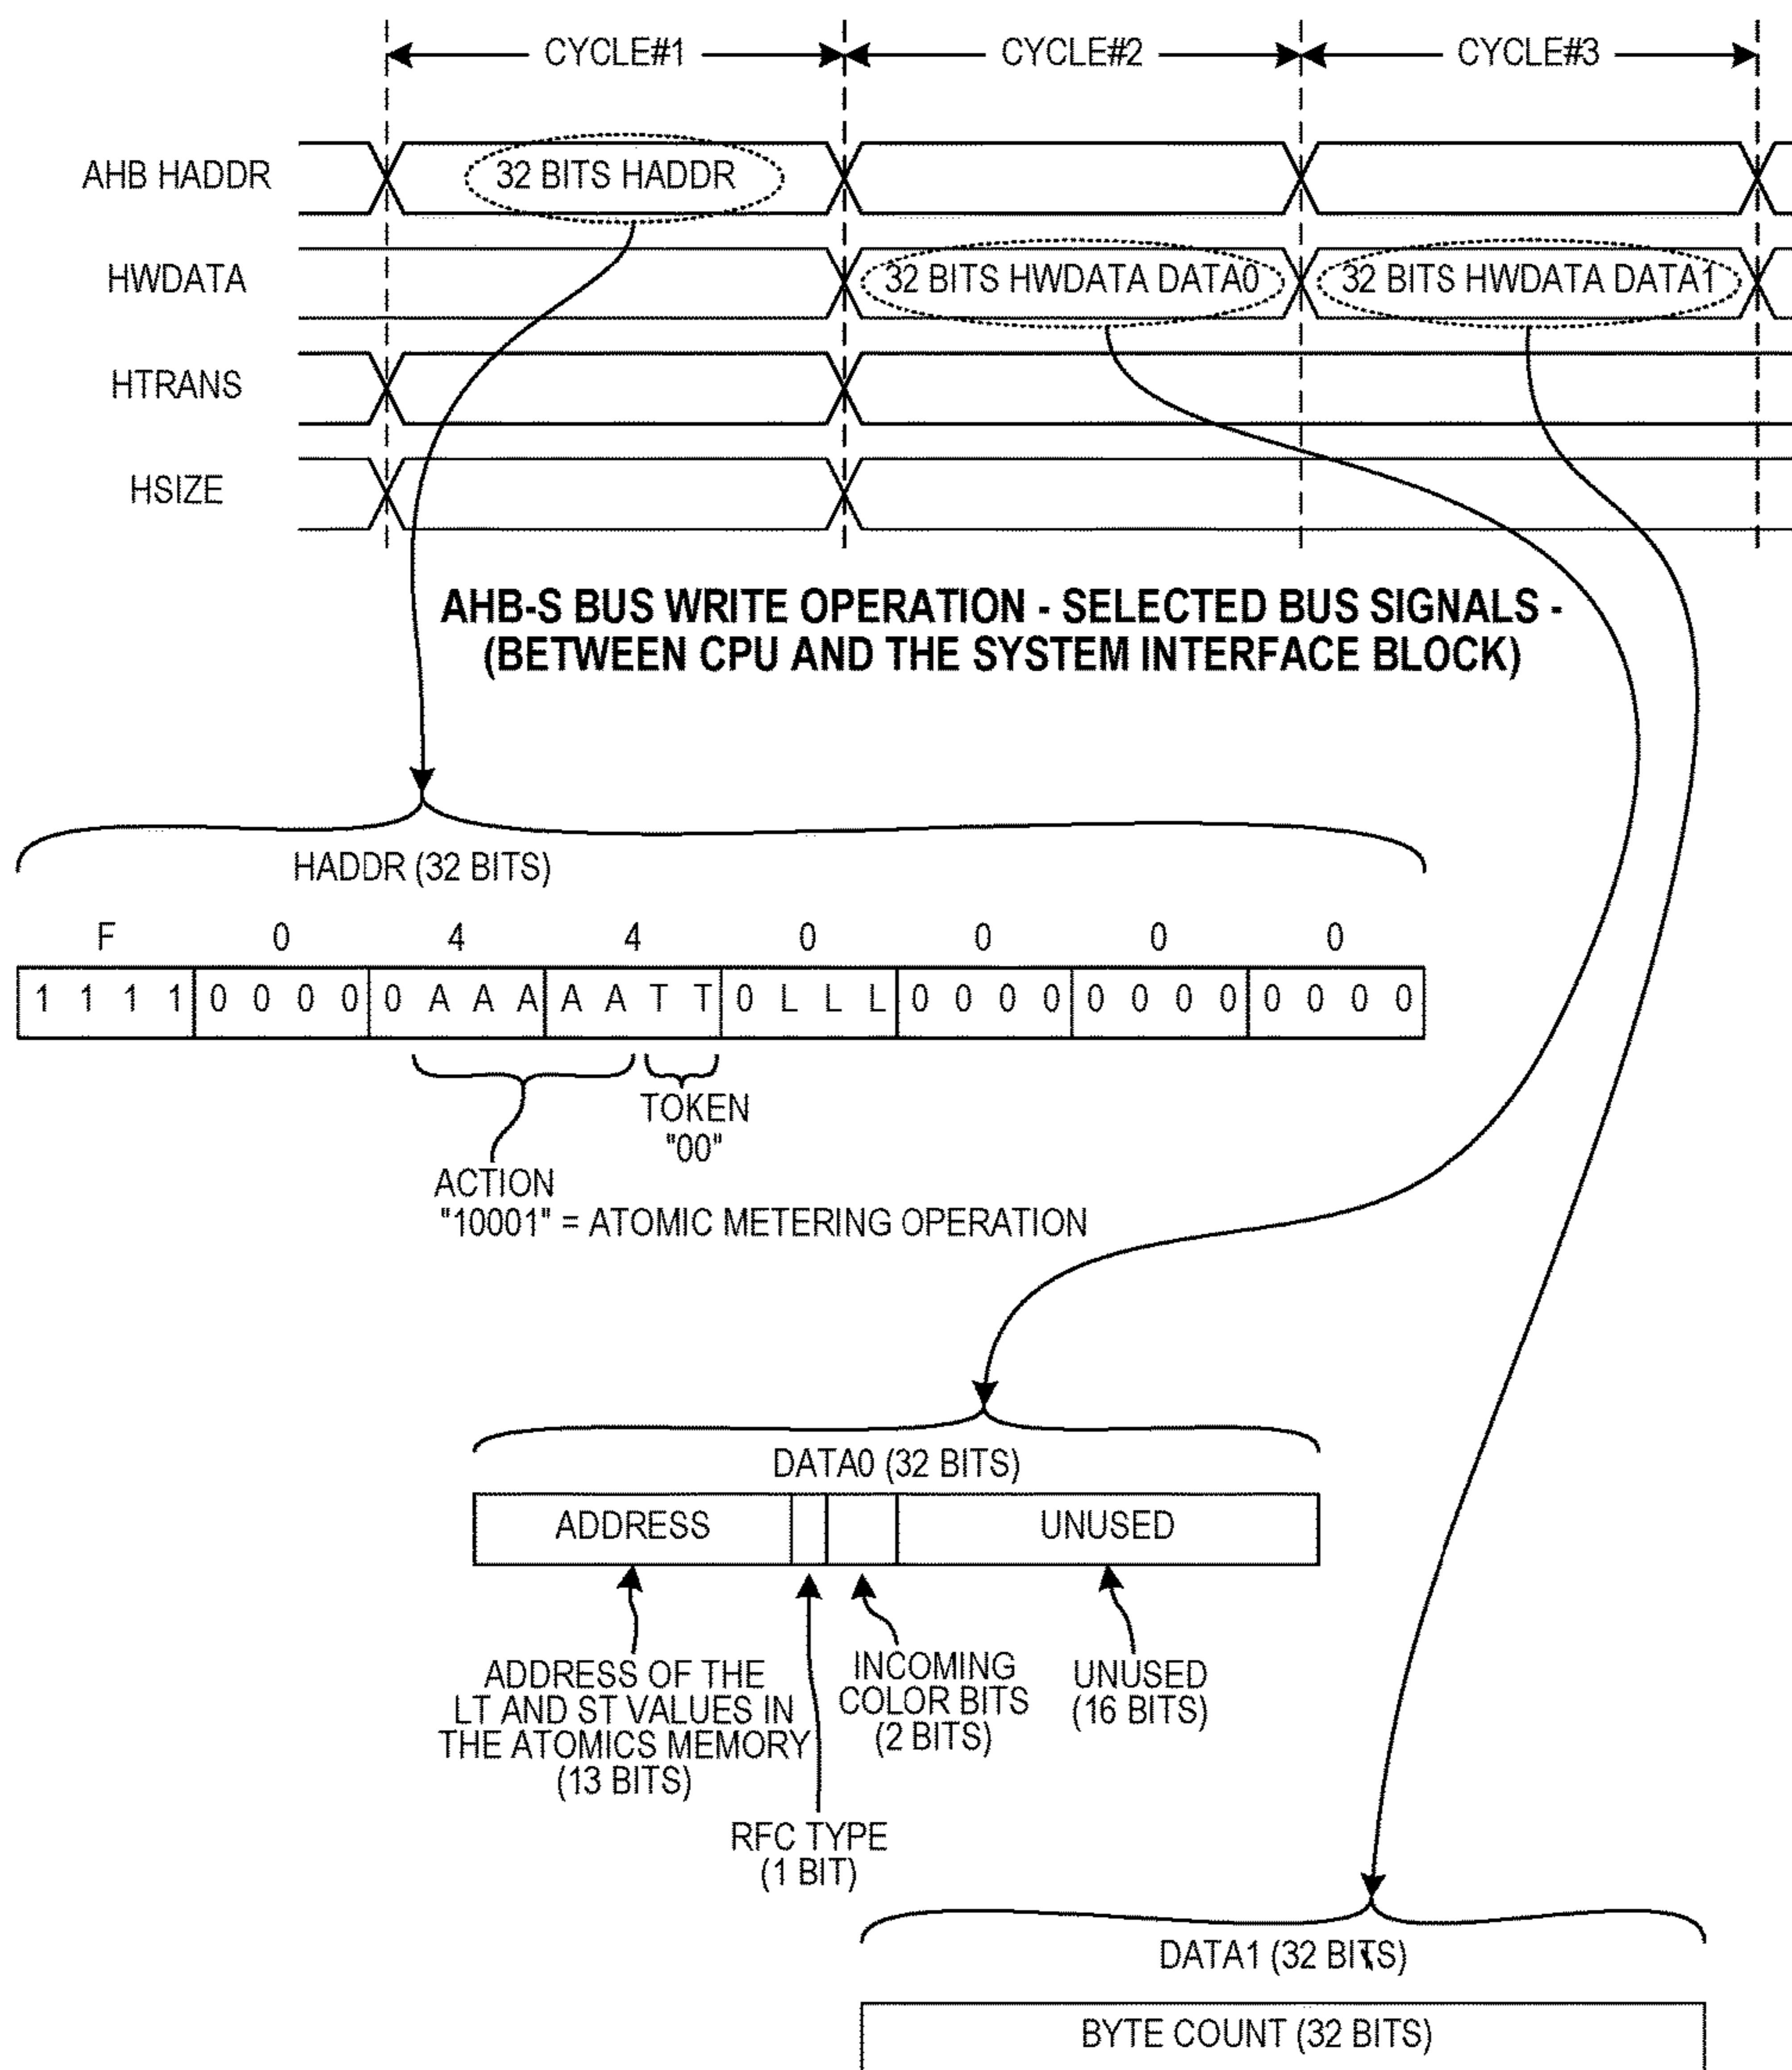 CYCLE#1 CYCLE#2 CYCLE#3
AHB HADDR 32 BITS HADDR
HWDATA 32 BITS HWDATA DATA0 32 BITS HWDATA DATA1
HTRANS
HSIZE
AHB-S BUS WRITE OPERATION - SELECTED BUS SIGNALS -
(BETWEEN CPU AND THE SYSTEM INTERFACE BLOCK)
HADDR (32 BITS)
F 0 4 4 0 0 0 0
1 1 1 1 0 0 0 0 0 A A A A A T T 0 L L L 0 0 0 0 0 0 0 0 0 0 0 0
TOKEN
"00"
ACTION
"10001" = ATOMIC METERING OPERATION
DATA0 (32 BITS)
ADDRESS UNUSED
ADDRESS OF THE
LT AND ST VALUES IN
THE ATOMICS MEMORY
(13 BITS)
INCOMING
COLOR BITS
(2 BITS)
UNUSED
(16 BITS)
RFC TYPE
(1 BIT)
DATA1 (32 BITS)
BYTE COUNT (32 BITS)